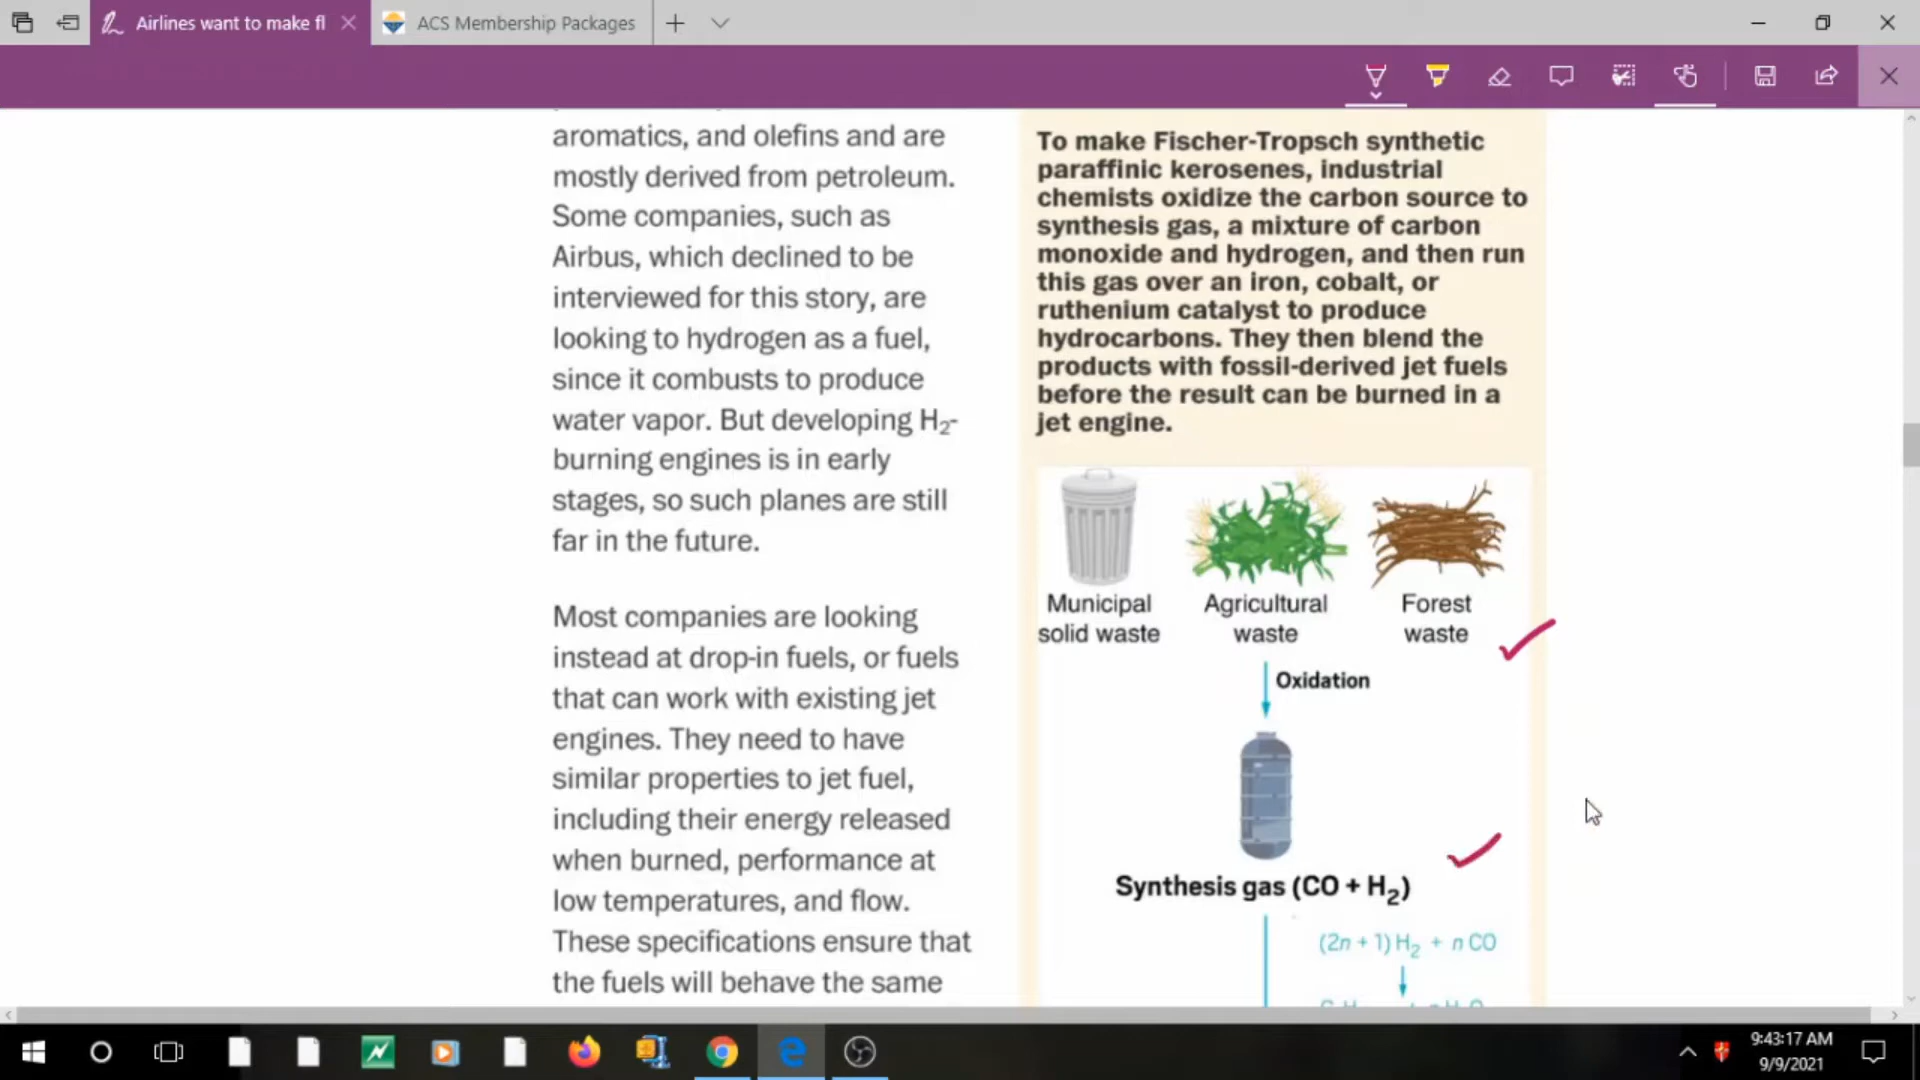 Airlines want to make fl
ACS Membership Packages
aromatics, and olefins and are
mostly derived from petroleum.
Some companies, such as
Airbus, which declined to be
interviewed for this story, are
looking to hydrogen as a fuel,
since it combusts to produce
water vapor. But developing H₂-
burning engines is in early
stages, so such planes are still
far in the future.
Most companies are looking
instead at drop-in fuels, or fuels
that can work with existing jet
engines. They need to have
similar properties to jet fuel,
including their energy released
when burned, performance at
low temperatures, and flow.
These specifications ensure that
the fuels will behave the same
To make Fischer-Tropsch synthetic
paraffinic kerosenes, industrial
chemists oxidize the carbon source to
synthesis gas, a mixture of carbon
monoxide and hydrogen, and then run
this gas over an iron, cobalt, or
ruthenium catalyst to produce
hydrocarbons. They then blend the
products with fossil-derived jet fuels
before the result can be burned in a
jet engine.
Municipal
solid waste
Agricultural
waste
Forest
waste
Oxidation
Synthesis gas (CO + H₂)
(2n + 1) H₂ + n CO
9:43:17 AM
9/9/2021